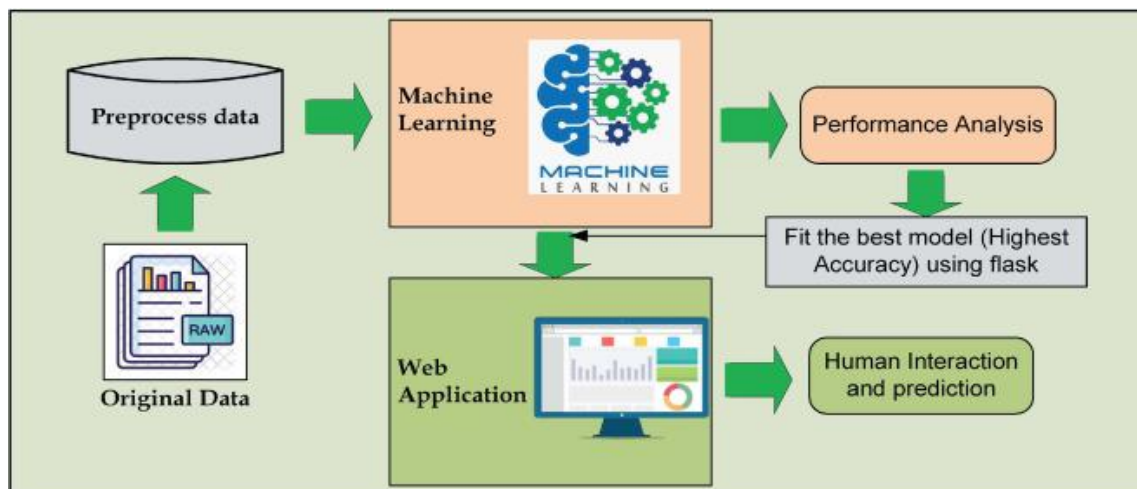 Preprocess data
Original Data
RAW
Machine
Learning
MACHINE
LEARNING
Performance Analysis
Fit the best model (Highest
Accuracy) using flask
Web
Application
Human Interaction
and prediction